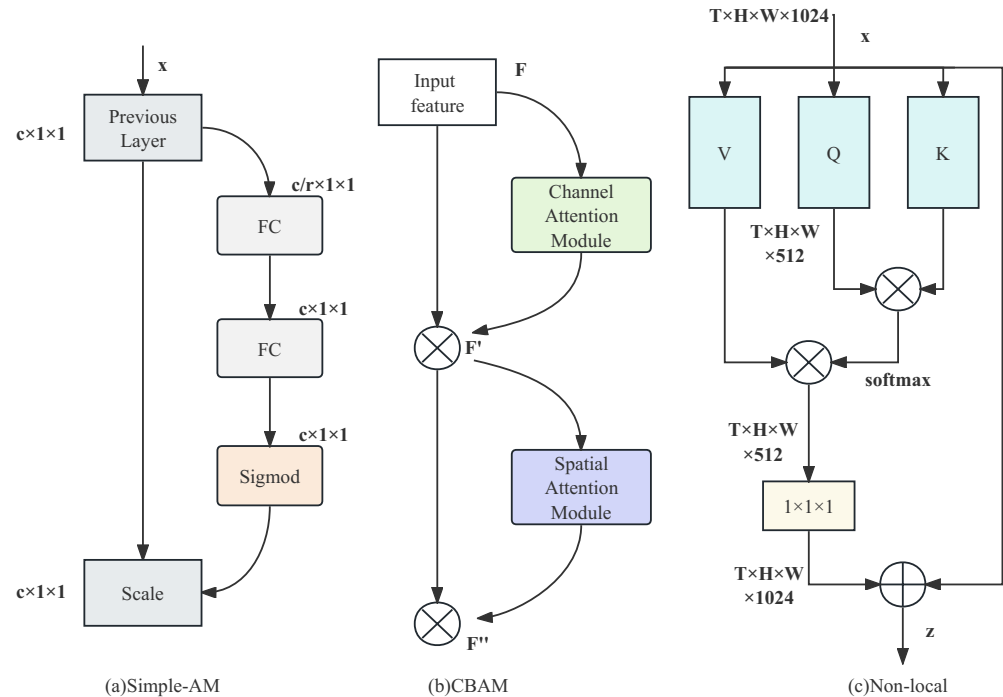 x
Previous
Layer
c×1×1
c/r×1×1
FC
c×1×1
FC
c×1×1
Sigmod
c×1×1
Scale
(a)Simple-AM
Input
feature
F
Channel
Attention
Module
F'
Spatial
Attention
Module
F''
(b)CBAM
T×H×W×1024
x
V
Q
K
T×H×W
×512
softmax
T×H×W
×512
1×1×1
T×H×W
×1024
z
(c)Non-local